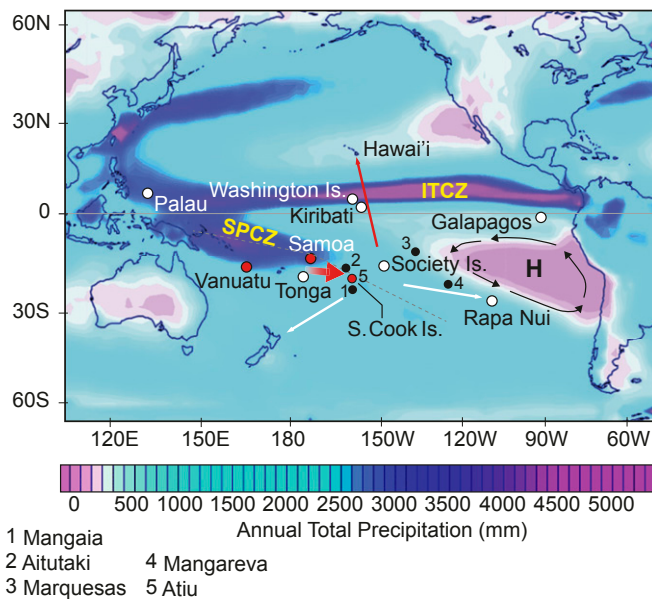 60N
30N
0
30S
60S
Hawai'i
Washington Is.
ITCZ
Palau
Kiribati
SPCZ
Galapagos
Samoa
3
2
H
Vanuatu
5
Society Is.
4
Tonga
1
Rapa Nui
S. Cook Is.
120E
150E
180
150W
120W
90W
60W
0
500
1000
1500
2000
2500
3000
3500
4000
4500
5000
Annual Total Precipitation (mm)
1 Mangaia
2 Aitutaki
3 Marquesas
4 Mangareva
5 Atiu